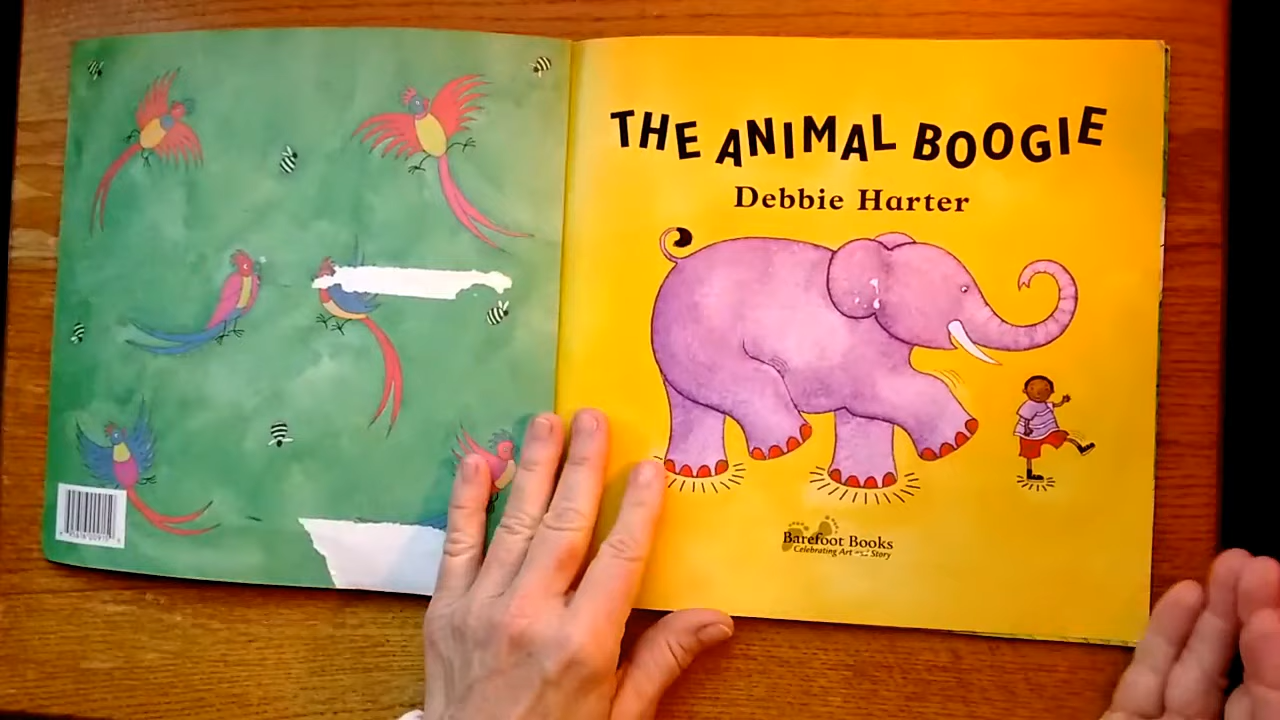 THE ANIMAL BOOGIE
Debbie Harter
Barefoot Books
Celebrating Art and Story